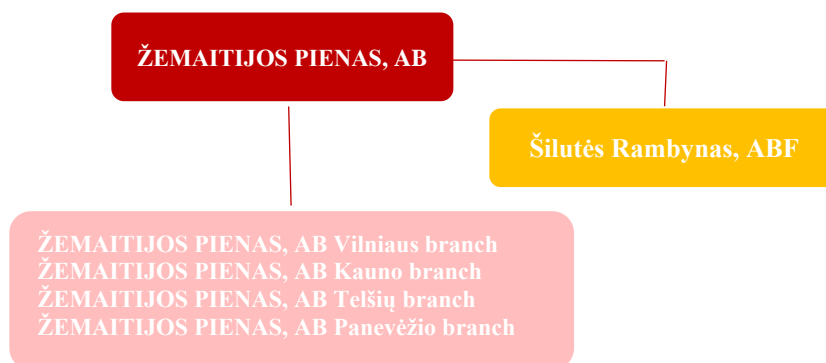 ŽEMAITIJOS PIENAS, AB
Šilutės Rambynas, ABF
ŽEMAITIJOS PIENAS, AB Vilniaus branch
ŽEMAITIJOS PIENAS, AB Kauno branch
ŽEMAITIJOS PIENAS, AB Telšių branch
ŽEMAITIJOS PIENAS, AB Panevėžio branch